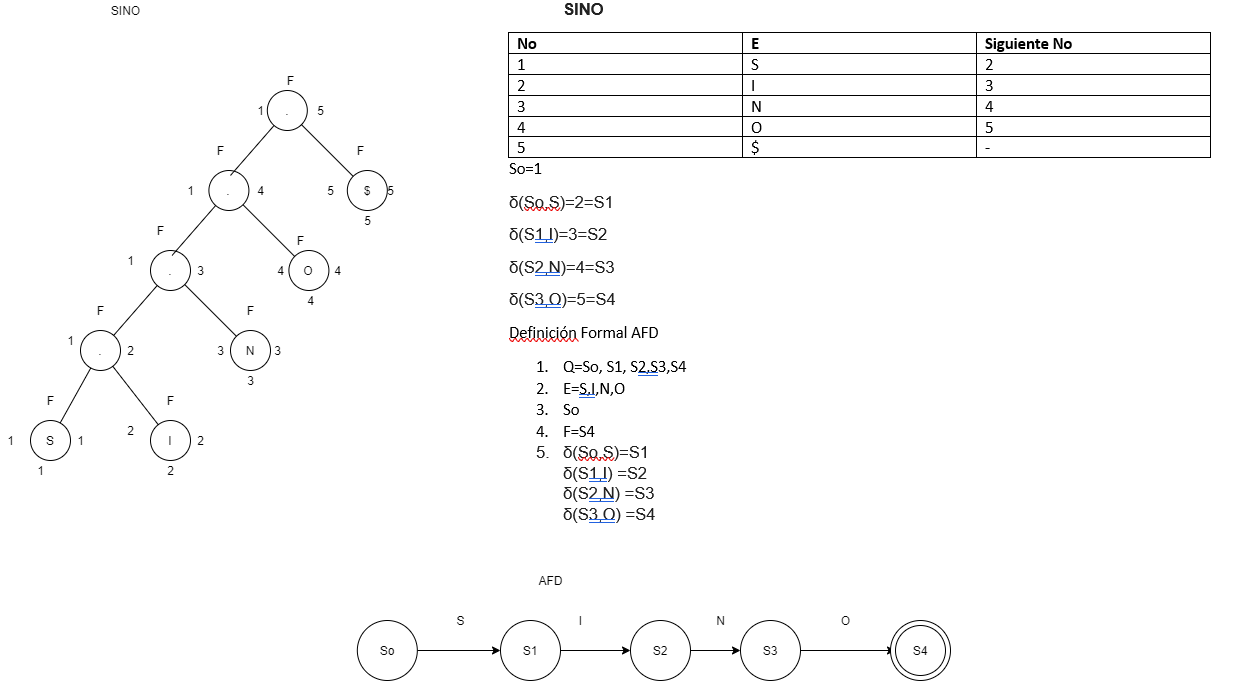 SINO
F
1 . 5
F
F
1 . 4
5 $ 5
5
F
F
1 . 3
4 O 4
4
F
F
1 . 2
3 N 3
3
F
F
1 S 1
1
2 I 2
2
SINO
No E Siguiente No
1 S 2
2 I 3
3 N 4
4 O 5
5 $ -
So=1
δ(So,S)=2=S1
δ(S1,I)=3=S2
δ(S2,N)=4=S3
δ(S3,O)=5=S4
Definición Formal AFD
1. Q=So, S1, S2,S3,S4
2. E=S,I,N,O
3. So
4. F=S4
5. δ(So,S)=S1
δ(S1,I) =S2
δ(S2,N) =S3
δ(S3,O) =S4
AFD
S I N O
So S1 S2 S3 S4